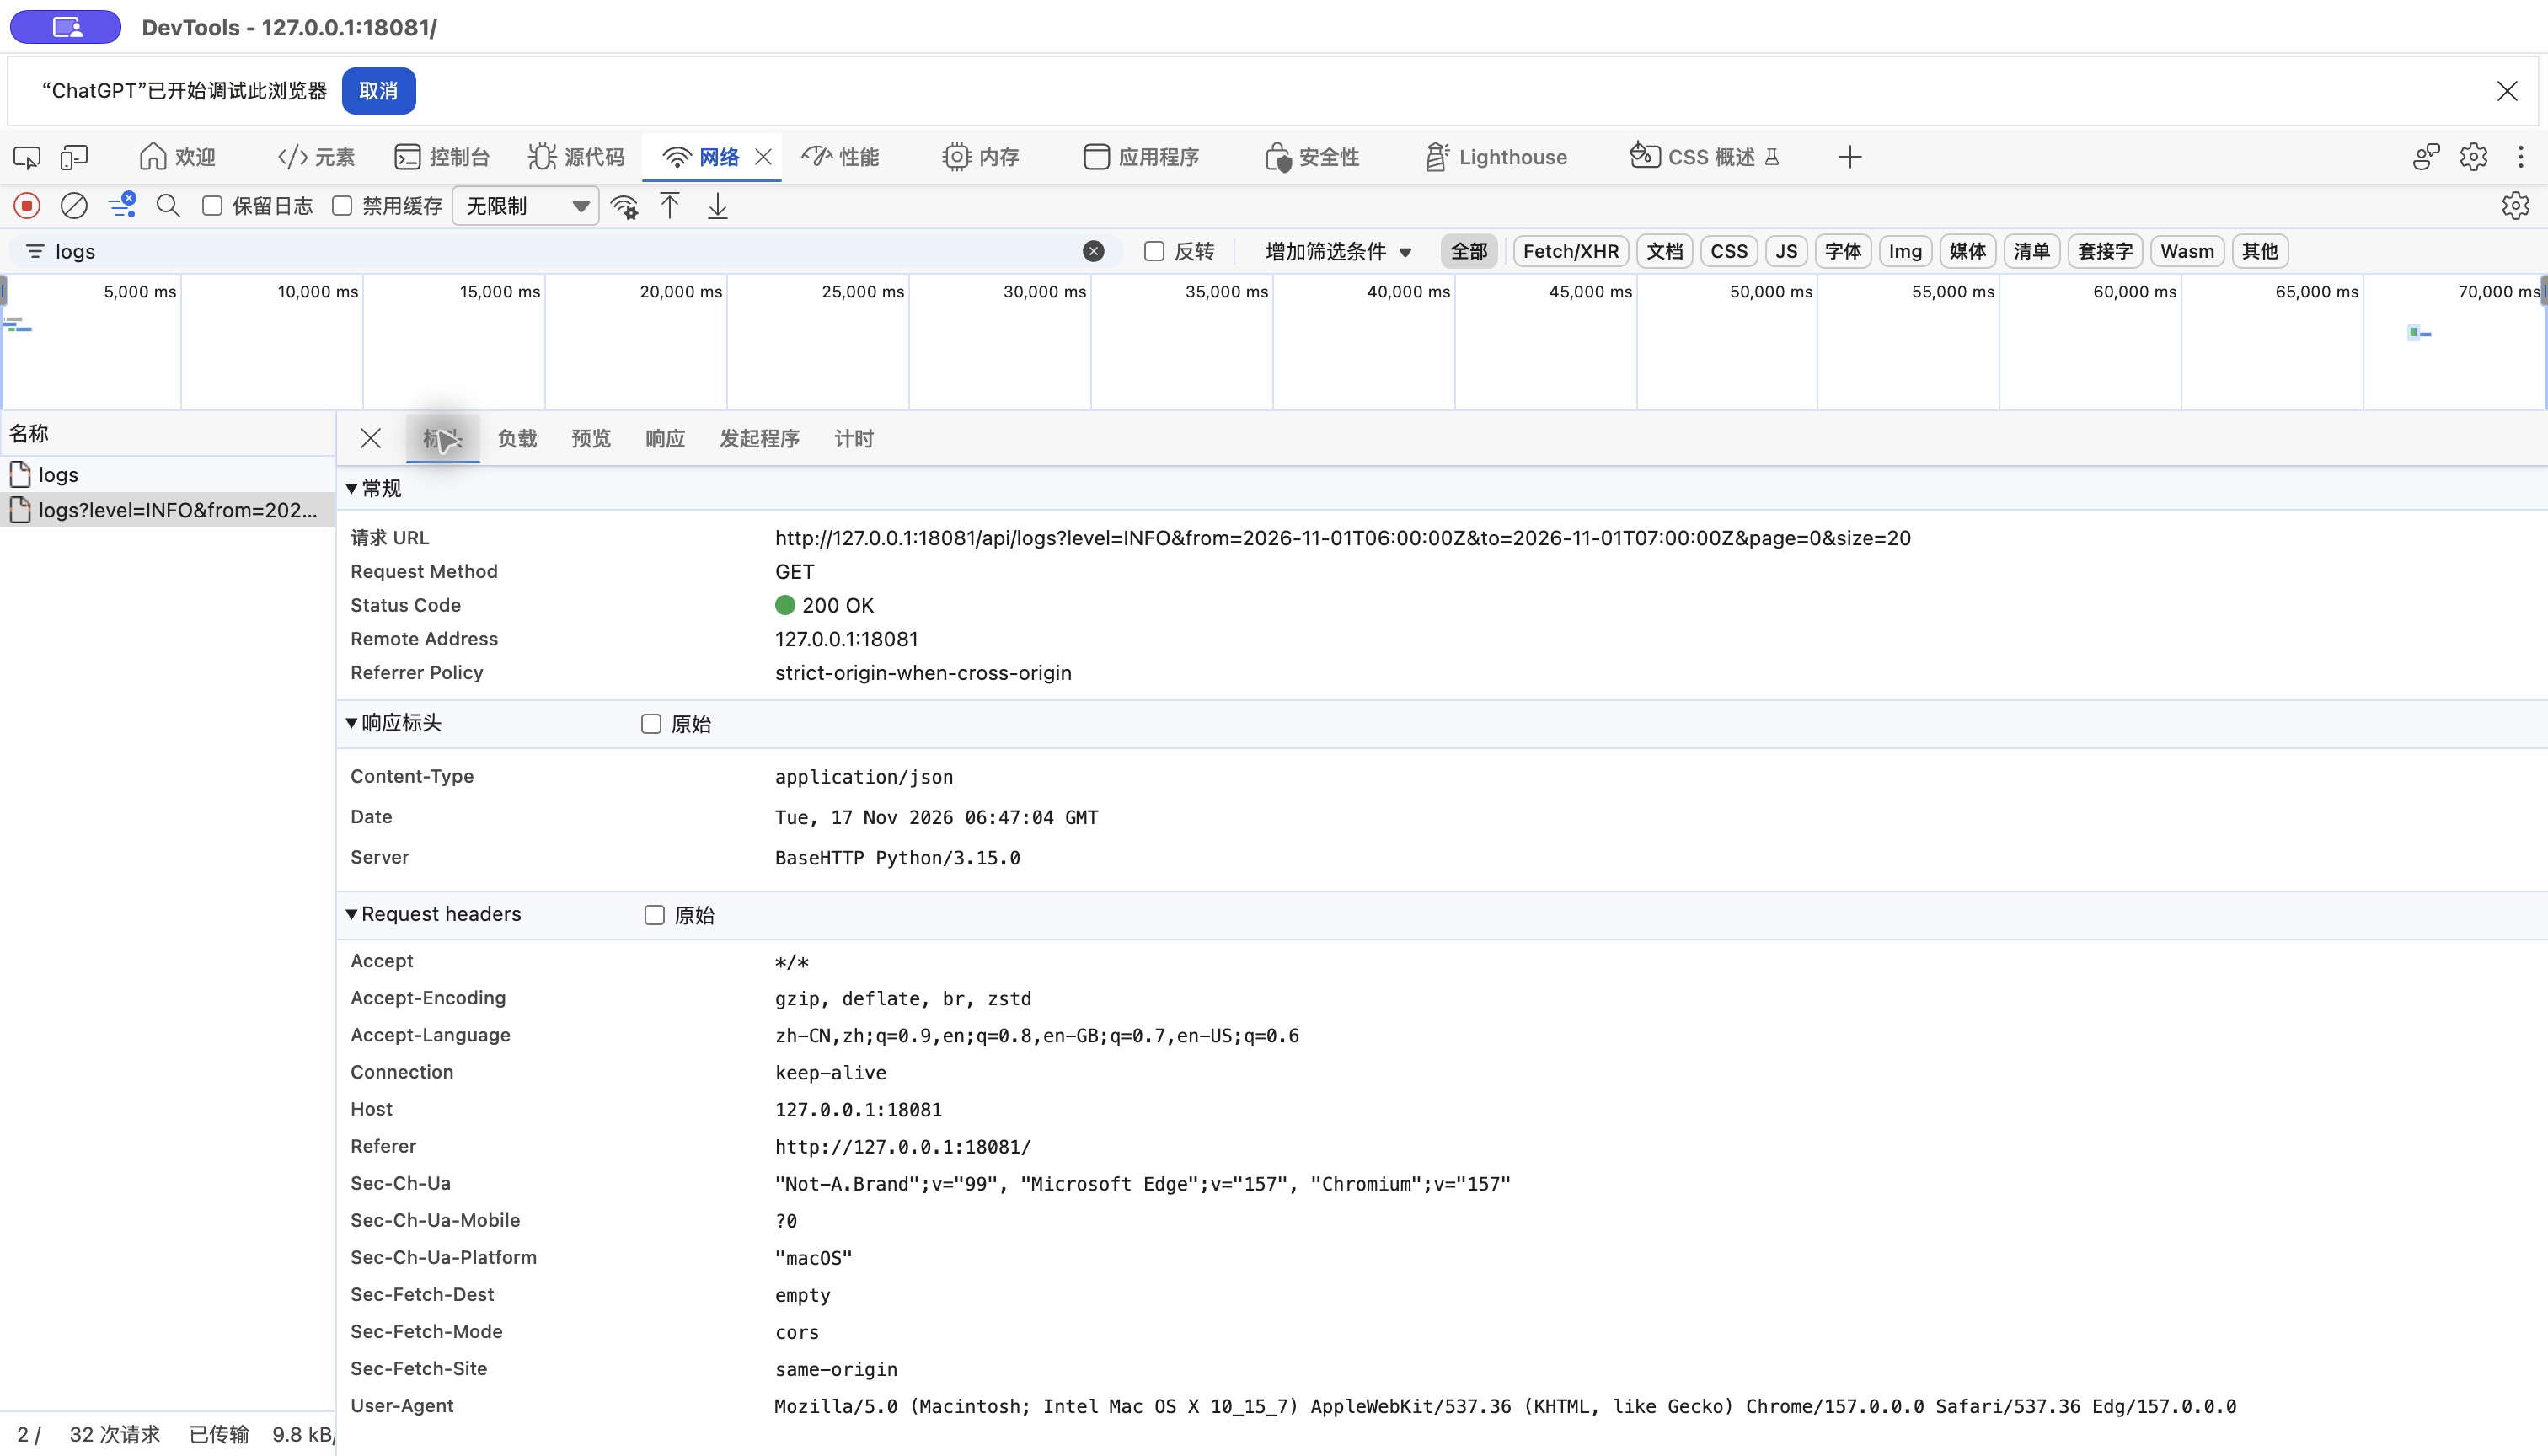 DevTools - 127.0.0.1:18081/
“ChatGPT”已开始调试此浏览器 取消
欢迎 元素 控制台 源代码 网络 性能 内存 应用程序 安全性 Lighthouse CSS 概述
保留日志 禁用缓存 无限制
logs 反转 增加筛选条件 全部 Fetch/XHR 文档 CSS JS 字体 Img 媒体 清单 套接字 Wasm 其他
5,000 ms 10,000 ms 15,000 ms 20,000 ms 25,000 ms 30,000 ms 35,000 ms 40,000 ms 45,000 ms 50,000 ms 55,000 ms 60,000 ms 65,000 ms 70,000 ms
名称
logs
logs?level=INFO&from=202...
负载 预览 响应 发起程序 计时
常规
请求 URL http://127.0.0.1:18081/api/logs?level=INFO&from=2026-11-01T06:00:00Z&to=2026-11-01T07:00:00Z&page=0&size=20
Request Method GET
Status Code 200 OK
Remote Address 127.0.0.1:18081
Referrer Policy strict-origin-when-cross-origin
响应标头 原始
Content-Type application/json
Date Tue, 17 Nov 2026 06:47:04 GMT
Server BaseHTTP Python/3.15.0
Request headers 原始
Accept */*
Accept-Encoding gzip, deflate, br, zstd
Accept-Language zh-CN,zh;q=0.9,en;q=0.8,en-GB;q=0.7,en-US;q=0.6
Connection keep-alive
Host 127.0.0.1:18081
Referer http://127.0.0.1:18081/
Sec-Ch-Ua "Not-A.Brand";v="99", "Microsoft Edge";v="157", "Chromium";v="157"
Sec-Ch-Ua-Mobile ?0
Sec-Ch-Ua-Platform "macOS"
Sec-Fetch-Dest empty
Sec-Fetch-Mode cors
Sec-Fetch-Site same-origin
User-Agent Mozilla/5.0 (Macintosh; Intel Mac OS X 10_15_7) AppleWebKit/537.36 (KHTML, like Gecko) Chrome/157.0.0.0 Safari/537.36 Edg/157.0.0.0
2 / 32 次请求 已传输 9.8 kB/